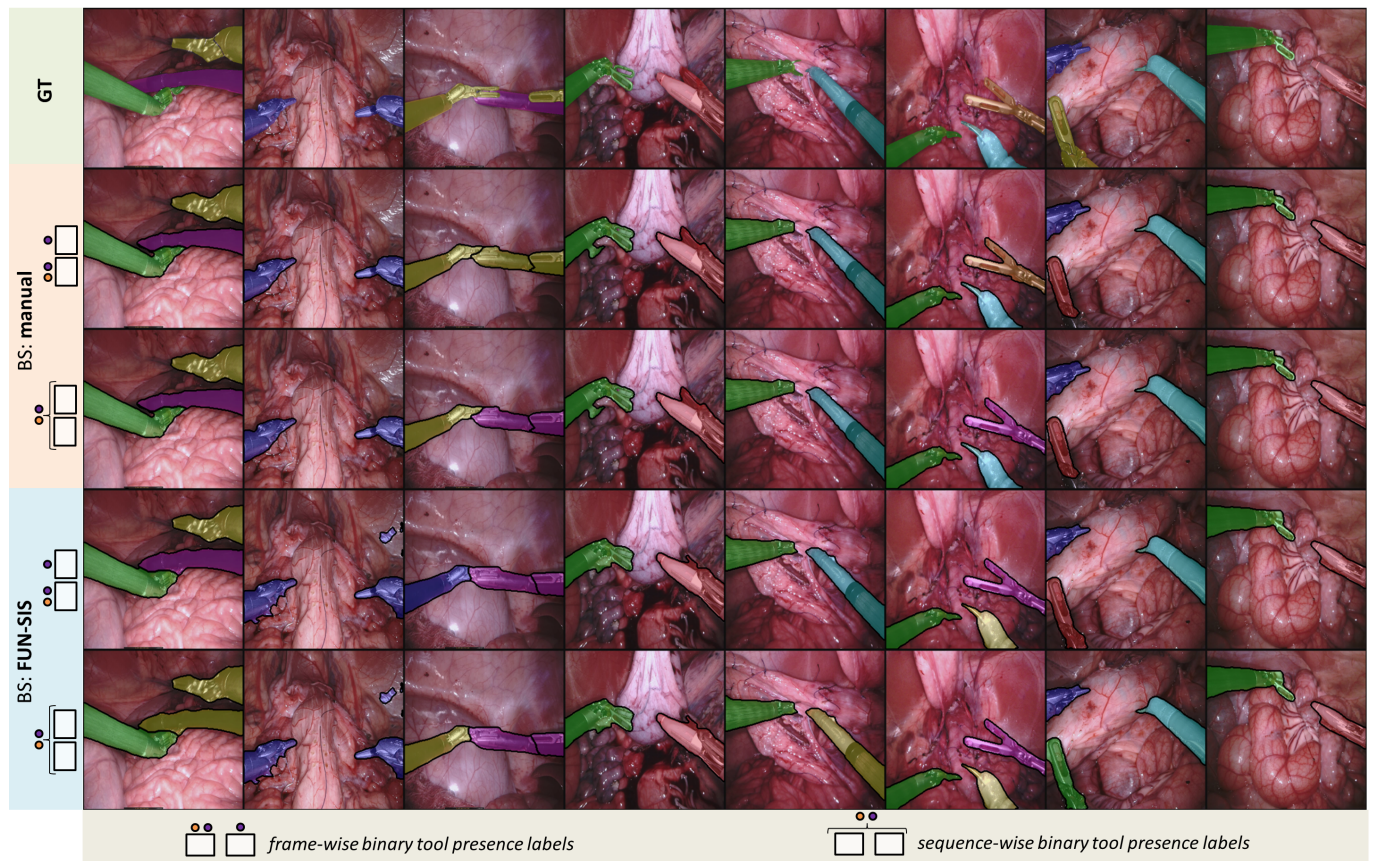 GT
BS: manual
BS: FUN-SIS
frame-wise binary tool presence labels
sequence-wise binary tool presence labels